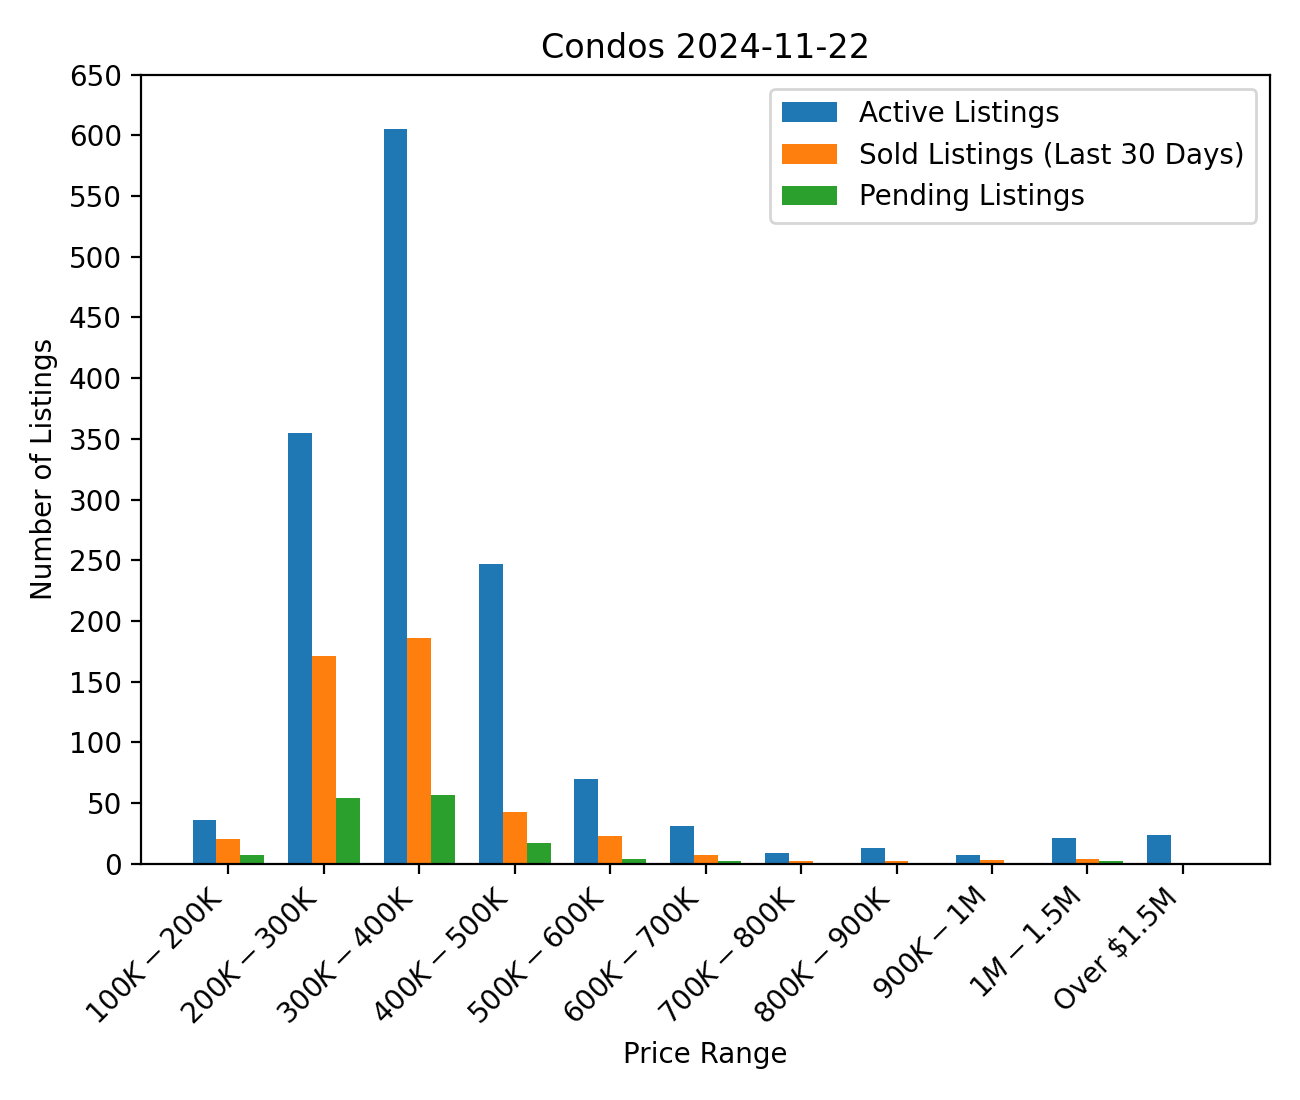 Condos 2024-11-22
650
600
550
500
450
400
350
300
250
200
150
100
50
0
Number of Listings
Active Listings
Sold Listings (Last 30 Days)
Pending Listings
100K − 200K
200K − 300K
300K − 400K
400K − 500K
500K − 600K
600K − 700K
700K − 800K
800K − 900K
900K − 1M
1M − 1.5M
Over $1.5M
Price Range